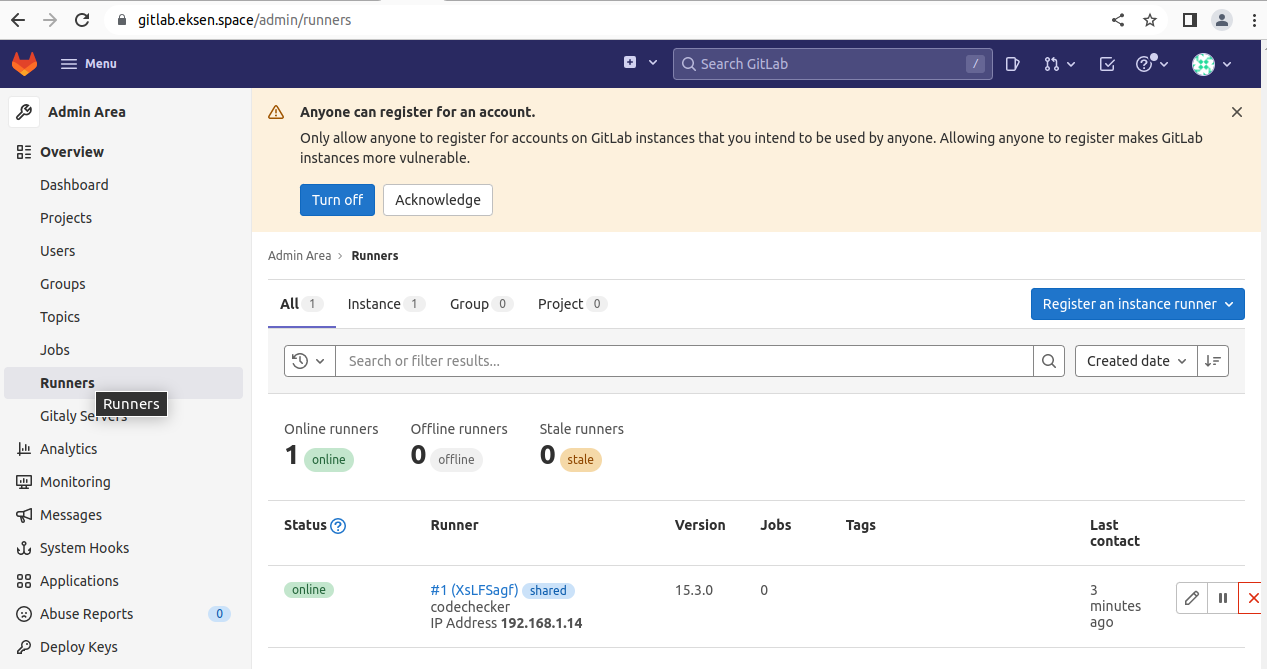 gitlab.eksen.space/admin/runners
Menu
Search GitLab /
Admin Area
Overview
Dashboard
Projects
Users
Groups
Topics
Jobs
Runners
Runners
Gitaly Servers
Analytics
Monitoring
Messages
System Hooks
Applications
Abuse Reports 0
Deploy Keys
Anyone can register for an account.
Only allow anyone to register for accounts on GitLab instances that you intend to be used by anyone. Allowing anyone to register makes GitLab
instances more vulnerable.
Turn off Acknowledge
Admin Area › Runners
All 1 Instance 1 Group 0 Project 0 Register an instance runner
Search or filter results... Created date
Online runners Offline runners Stale runners
1 online 0 offline 0 stale
Status ? Runner Version Jobs Tags Last
contact
online #1 (XsLFSagf) shared 15.3.0 0 3
codechecker minutes
IP Address 192.168.1.14 ago